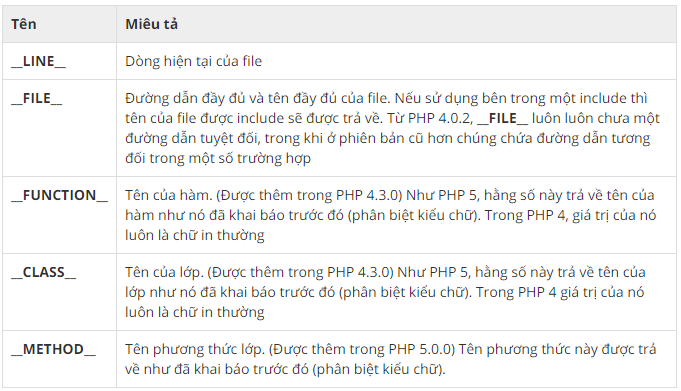 Tên Miêu tả
__LINE__ Dòng hiện tại của file
__FILE__ Đường dẫn đầy đủ và tên đầy đủ của file. Nếu sử dụng bên trong một include thì
tên của file được include sẽ được trả về. Từ PHP 4.0.2, __FILE__ luôn luôn chưa một
đường dẫn tuyệt đối, trong khi ở phiên bản cũ hơn chúng chứa đường dẫn tương
đối trong một số trường hợp
__FUNCTION__ Tên của hàm. (Được thêm trong PHP 4.3.0) Như PHP 5, hằng số này trả về tên của
hàm như nó đã khai báo trước đó (phân biệt kiểu chữ). Trong PHP 4, giá trị của nó
luôn là chữ in thường
__CLASS__ Tên của lớp. (Được thêm trong PHP 4.3.0) Như PHP 5, hằng số này trả về tên của
lớp như nó đã khai báo trước đó (phân biệt kiểu chữ). Trong PHP 4 giá trị của nó
luôn là chữ in thường
__METHOD__ Tên phương thức lớp. (Được thêm trong PHP 5.0.0) Tên phương thức này được trả
về như đã khai báo trước đó (phân biệt kiểu chữ).